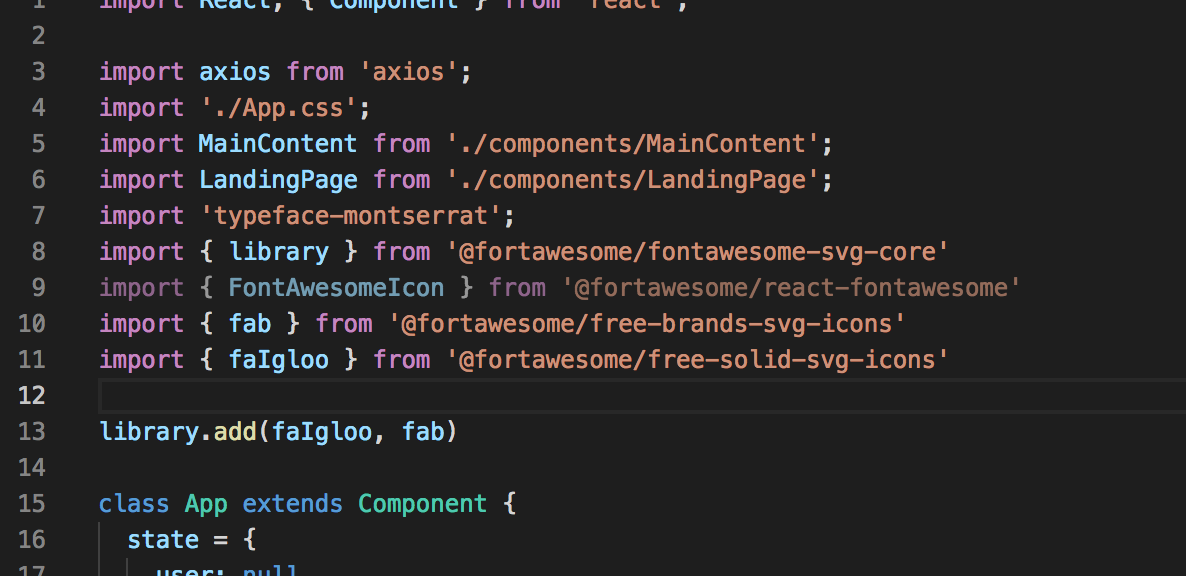 1 import React, { Component } from 'react';
2
3 import axios from 'axios';
4 import './App.css';
5 import MainContent from './components/MainContent';
6 import LandingPage from './components/LandingPage';
7 import 'typeface-montserrat';
8 import { library } from '@fortawesome/fontawesome-svg-core'
9 import { FontAwesomeIcon } from '@fortawesome/react-fontawesome'
10 import { fab } from '@fortawesome/free-brands-svg-icons'
11 import { faIgloo } from '@fortawesome/free-solid-svg-icons'
12
13 library.add(faIgloo, fab)
14
15 class App extends Component {
16 state = {
17 user: null